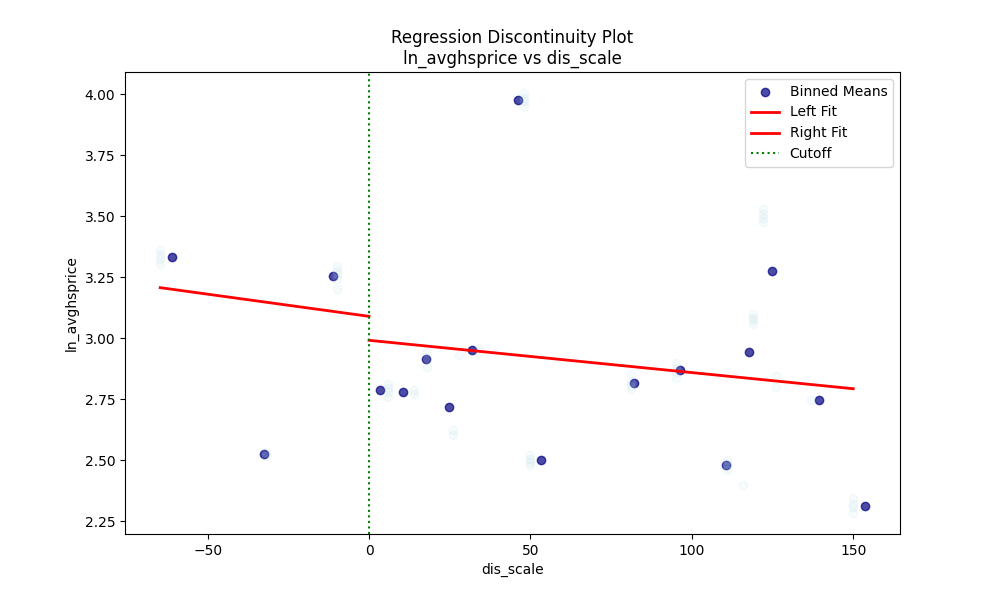 Regression Discontinuity Plot
ln_avghsprice vs dis_scale
Binned Means
Left Fit
Right Fit
Cutoff
ln_avghsprice
4.00
3.75
3.50
3.25
3.00
2.75
2.50
2.25
−50
0
50
100
150
dis_scale